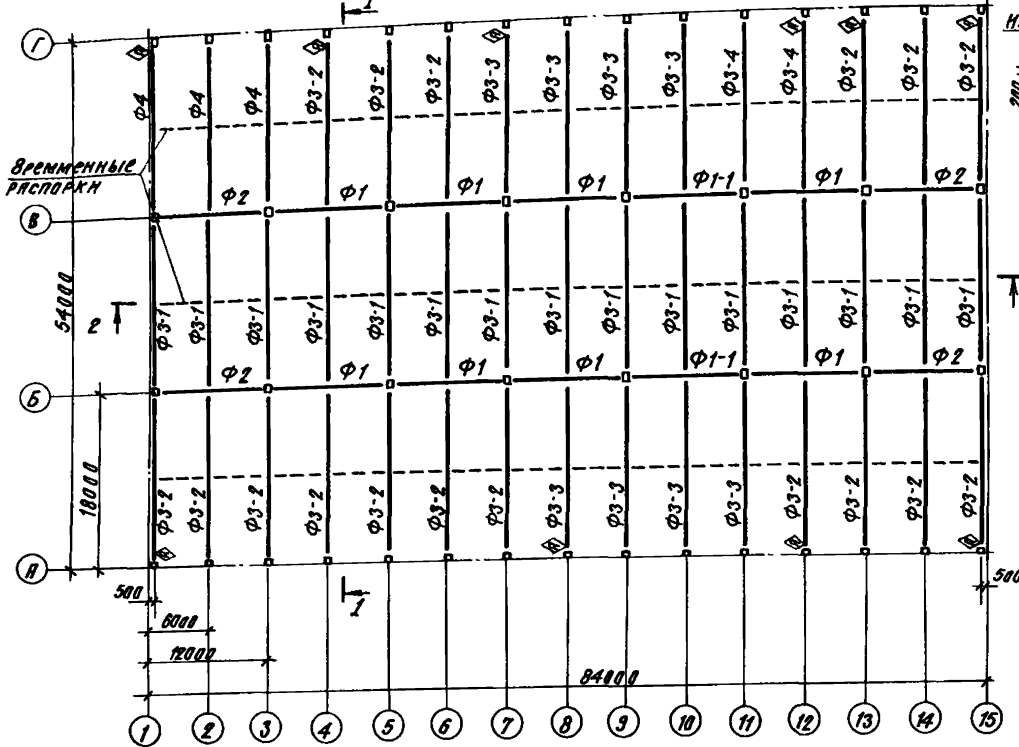 1
Г
Ф4 Ф4 Ф4 Ф3-2 Ф3-2 Ф3-2 Ф3-3 Ф3-3 Ф3-3 Ф3-3 Ф3-4 Ф3-4 Ф3-2 Ф3-2 Ф3-2
Временные
распорки
Ф2 Ф1 Ф1 Ф1 Ф1-1 Ф1 Ф2
В
54000
2
Ф3-1 Ф3-1 Ф3-1 Ф3-1 Ф3-1 Ф3-1 Ф3-1 Ф3-1 Ф3-1 Ф3-1 Ф3-1 Ф3-1 Ф3-1 Ф3-1
Ф2 Ф1 Ф1 Ф1 Ф1-1 Ф1 Ф2
Б
18000
Ф3-2 Ф3-2 Ф3-2 Ф3-2 Ф3-2 Ф3-2 Ф3-2 Ф3-3 Ф3-3 Ф3-3 Ф3-3 Ф3-2 Ф3-2 Ф3-2 Ф3-2
А
500
500
1
6000
12000
84000
1 2 3 4 5 6 7 8 9 10 11 12 13 14 15